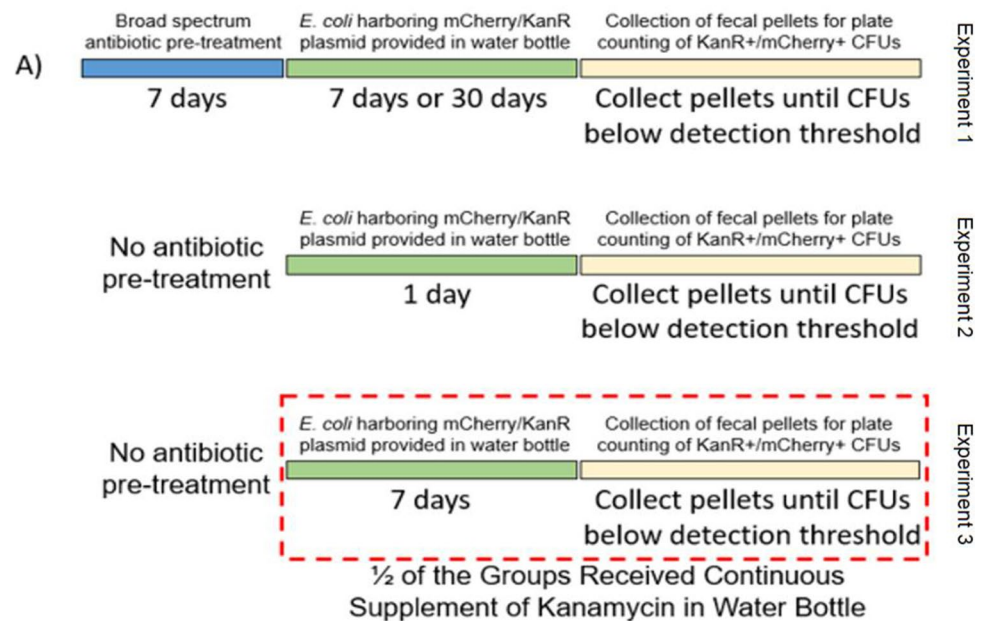 A)
Broad spectrum
antibiotic pre-treatment
7 days
E. coli harboring mCherry/KanR
plasmid provided in water bottle
7 days or 30 days
Collection of fecal pellets for plate
counting of KanR+/mCherry+ CFUs
Collect pellets until CFUs
below detection threshold
Experiment 1
No antibiotic
pre-treatment
E. coli harboring mCherry/KanR
plasmid provided in water bottle
1 day
Collection of fecal pellets for plate
counting of KanR+/mCherry+ CFUs
Collect pellets until CFUs
below detection threshold
Experiment 2
No antibiotic
pre-treatment
E. coli harboring mCherry/KanR
plasmid provided in water bottle
7 days
Collection of fecal pellets for plate
counting of KanR+/mCherry+ CFUs
Collect pellets until CFUs
below detection threshold
Experiment 3
½ of the Groups Received Continuous
Supplement of Kanamycin in Water Bottle